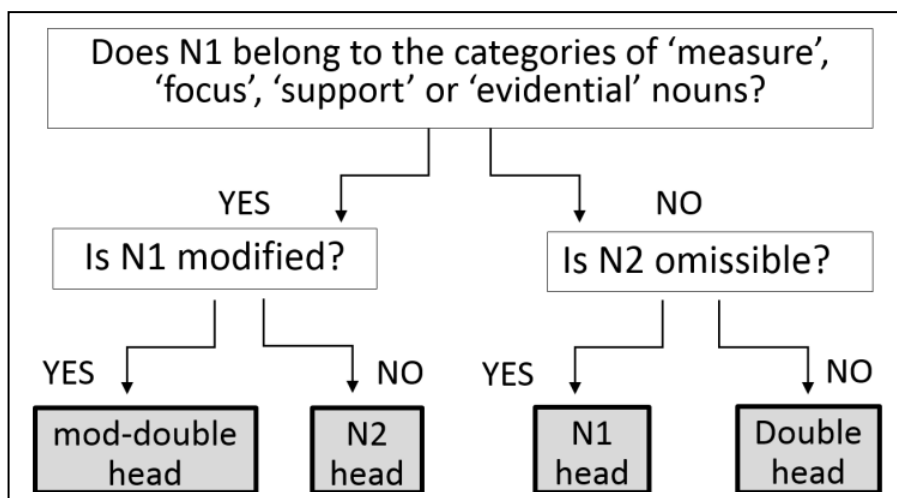 Does N1 belong to the categories of ‘measure’,
‘focus’, ‘support’ or ‘evidential’ nouns?
YES
NO
Is N1 modified?
Is N2 omissible?
YES
NO
YES
NO
mod-double
head
N2
head
N1
head
Double
head